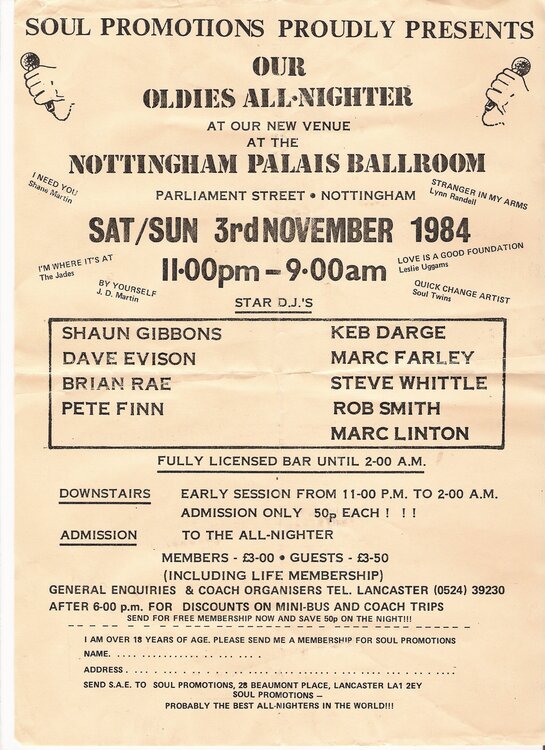 SOUL PROMOTIONS PROUDLY PRESENTS
OUR
OLDIES ALL-NIGHTER
AT OUR NEW VENUE
AT THE
NOTTINGHAM PALAIS BALLROOM
I NEED YOU
Shane Martin
STRANGER IN MY ARMS
Lynn Randell
PARLIAMENT STREET • NOTTINGHAM
SAT/SUN 3rd NOVEMBER 1984
I'M WHERE IT'S AT
The Jades
LOVE IS A GOOD FOUNDATION
Leslie Uggams
11·00pm – 9·00am
BY YOURSELF
J. D. Martin
QUICK CHANGE ARTIST
Soul Twins
STAR D.J.'S
SHAUN GIBBONS KEB DARGE
DAVE EVISON MARC FARLEY
BRIAN RAE STEVE WHITTLE
PETE FINN ROB SMITH
MARC LINTON
FULLY LICENSED BAR UNTIL 2-00 A.M.
DOWNSTAIRS EARLY SESSION FROM 11-00 P.M. TO 2-00 A.M.
ADMISSION ONLY 50p EACH ! ! !
ADMISSION TO THE ALL-NIGHTER
MEMBERS - £3-00 • GUESTS - £3-50
(INCLUDING LIFE MEMBERSHIP)
GENERAL ENQUIRIES & COACH ORGANISERS TEL. LANCASTER (0524) 39230
AFTER 6-00 p.m. FOR DISCOUNTS ON MINI-BUS AND COACH TRIPS
SEND FOR FREE MEMBERSHIP NOW AND SAVE 50p ON THE NIGHT!!!
I AM OVER 18 YEARS OF AGE. PLEASE SEND ME A MEMBERSHIP FOR SOUL PROMOTIONS
NAME. . . . . . . . . . . . . . . . . . . .
ADDRESS . . . . . . . . . . . . . . . . . . . .
SEND S.A.E. TO SOUL PROMOTIONS, 28 BEAUMONT PLACE, LANCASTER LA1 2EY
SOUL PROMOTIONS –
PROBABLY THE BEST ALL-NIGHTERS IN THE WORLD!!!